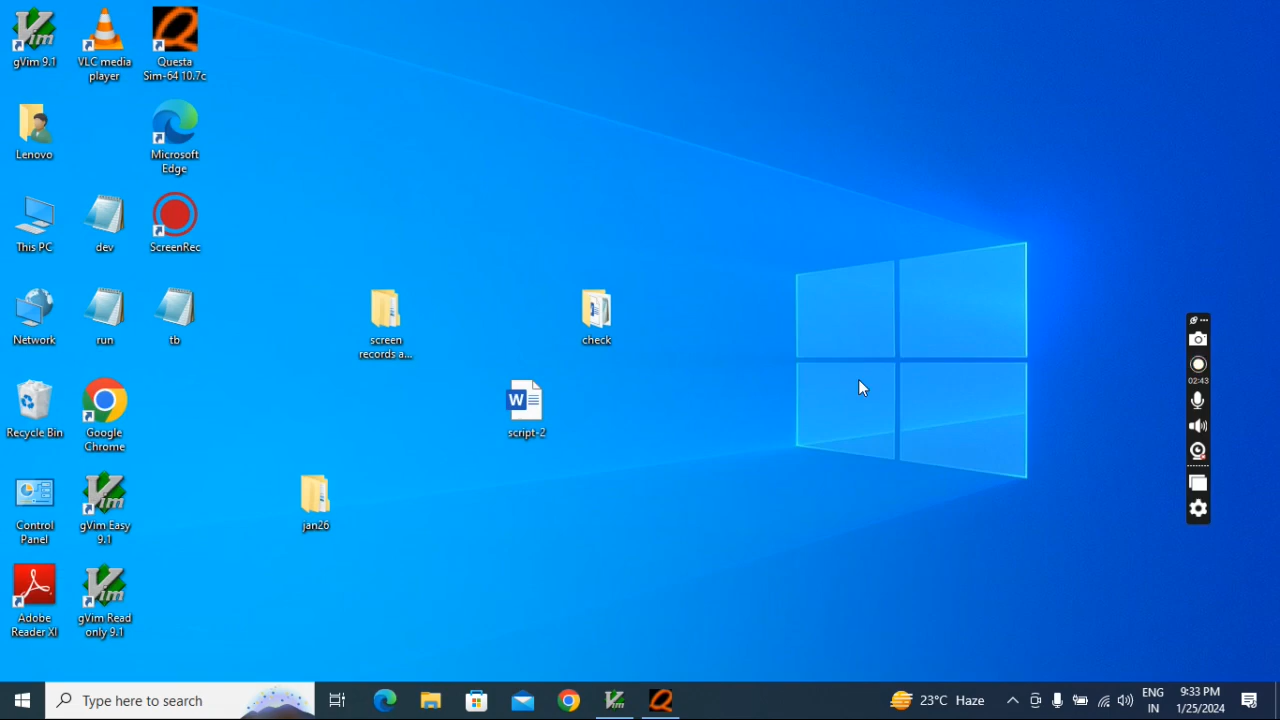 gVim 9.1
VLC media
player
Questa
Sim-64 10.7c
Lenovo
Microsoft
Edge
This PC
dev
ScreenRec
Network
run
tb
screen
records a...
check
Recycle Bin
Google
Chrome
W
script-2
Control
Panel
gVim Easy
9.1
jan26
Adobe
Reader XI
gVim Read
only 9.1
02:43
Type here to search
23°C Haze
ENG
IN
9:33 PM
1/25/2024